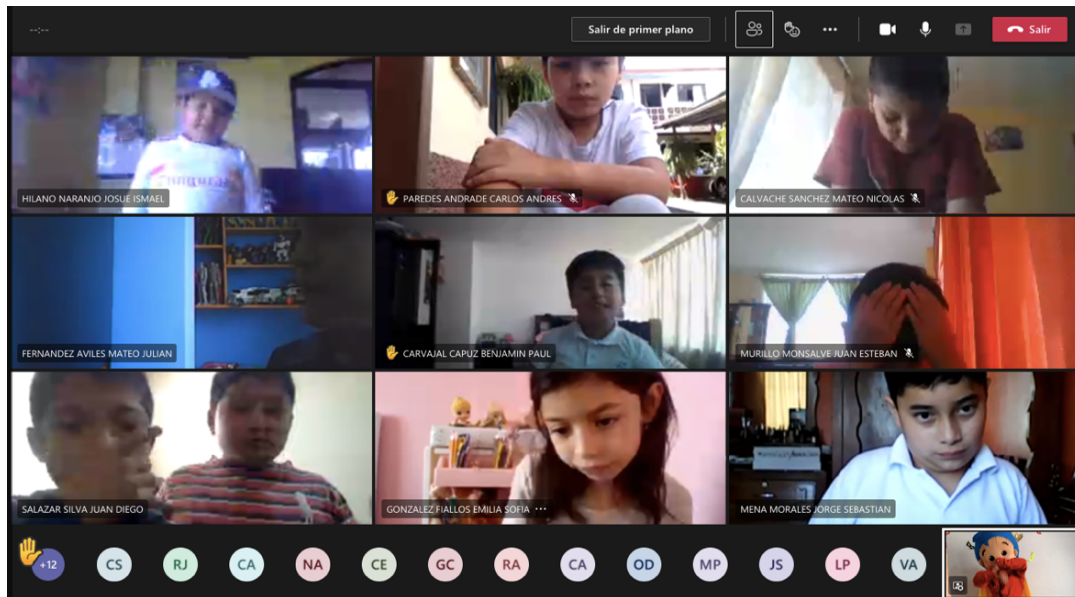 --:--
Salir de primer plano
Salir
HILANO NARANJO JOSUE ISMAEL
PAREDES ANDRADE CARLOS ANDRES
CALVACHE SANCHEZ MATEO NICOLAS
FERNANDEZ AVILES MATEO JULIAN
CARVAJAL CAPUZ BENJAMIN PAUL
MURILLO MONSALVE JUAN ESTEBAN
SALAZAR SILVA JUAN DIEGO
GONZALEZ FIALLOS EMILIA SOFIA
MENA MORALES JORGE SEBASTIAN
+12
CS
RJ
CA
NA
CE
GC
RA
CA
OD
MP
JS
LP
VA